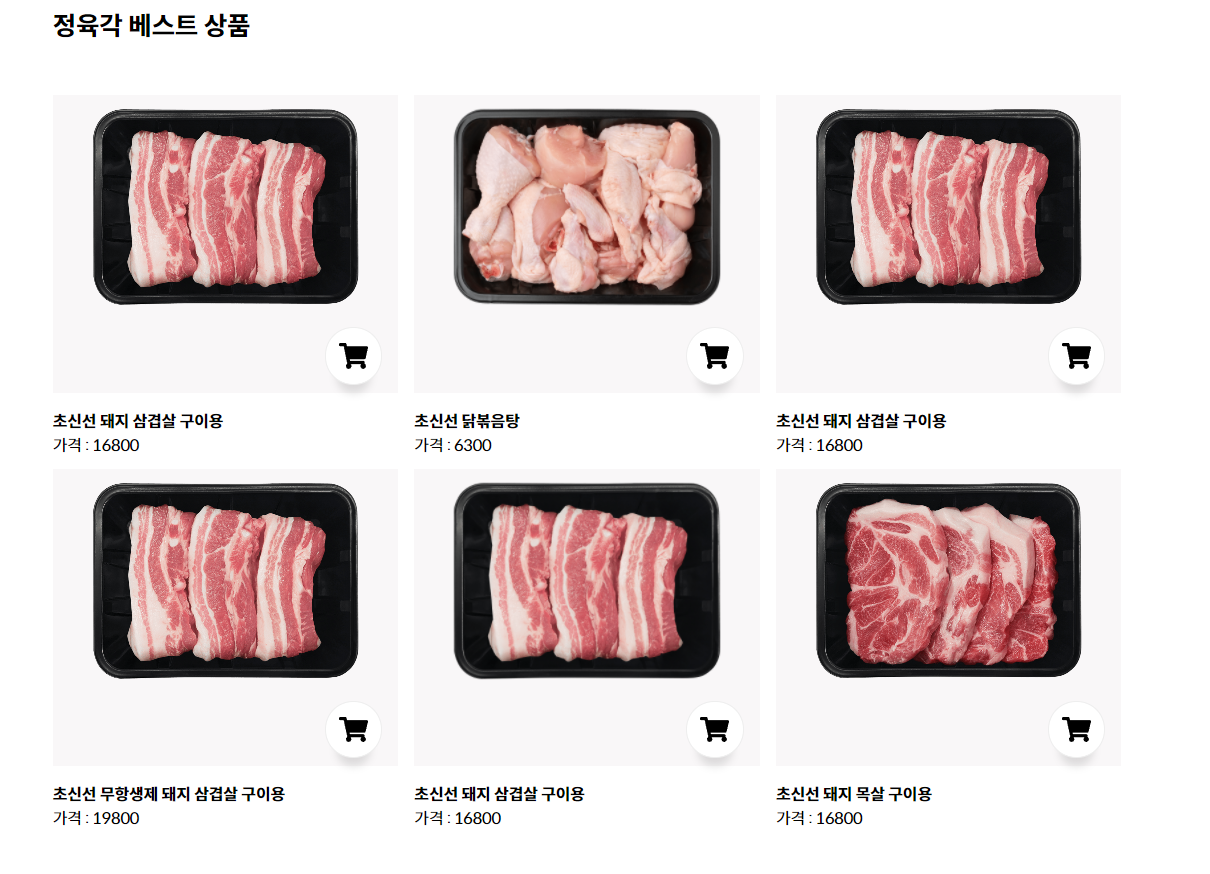 정육각 베스트 상품
초신선 돼지 삼겹살 구이용
가격 : 16800
초신선 닭볶음탕
가격 : 6300
초신선 돼지 삼겹살 구이용
가격 : 16800
초신선 무항생제 돼지 삼겹살 구이용
가격 : 19800
초신선 돼지 삼겹살 구이용
가격 : 16800
초신선 돼지 목살 구이용
가격 : 16800